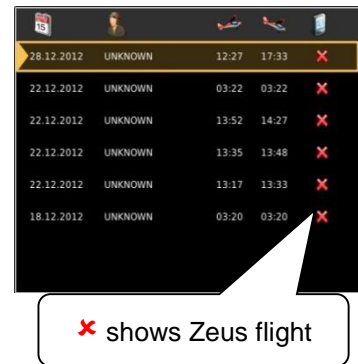 15
28.12.2012 UNKNOWN 12:27 17:33
22.12.2012 UNKNOWN 03:22 03:22
22.12.2012 UNKNOWN 13:52 14:27
22.12.2012 UNKNOWN 13:35 13:48
22.12.2012 UNKNOWN 13:17 13:33
18.12.2012 UNKNOWN 03:20 03:20
shows Zeus flight